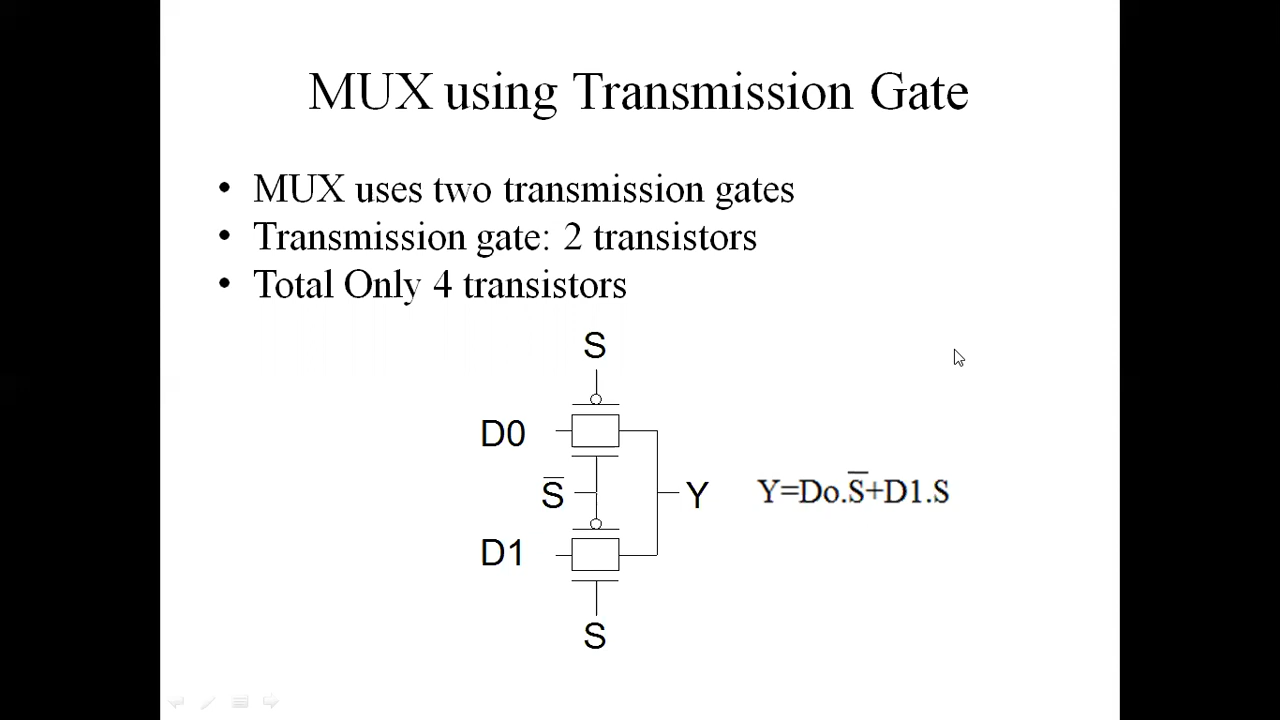 MUX using Transmission Gate
• MUX uses two transmission gates
• Transmission gate: 2 transistors
• Total Only 4 transistors
S
D0
S̅
Y
Y=Do.S̅+D1.S
D1
S